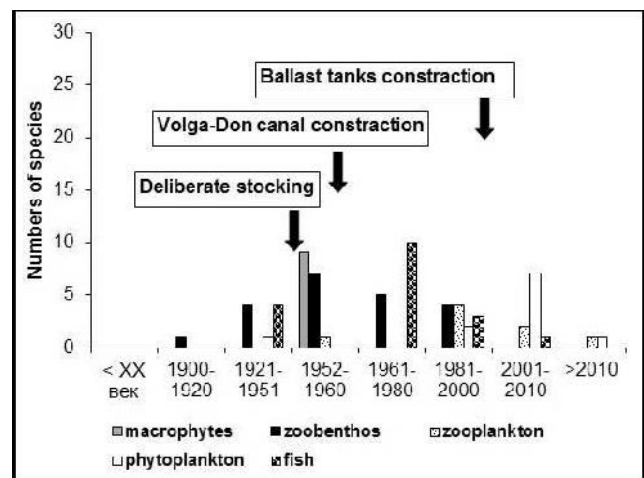 30
25
20
15
10
5
0
Numbers of species
Ballast tanks constraction
Volga-Don canal constraction
Deliberate stocking
< XX
век
1900-
1920
1921-
1951
1952-
1960
1961-
1980
1981-
2000
2001-
2010
>2010
macrophytes
zoobenthos
zooplankton
phytoplankton
fish